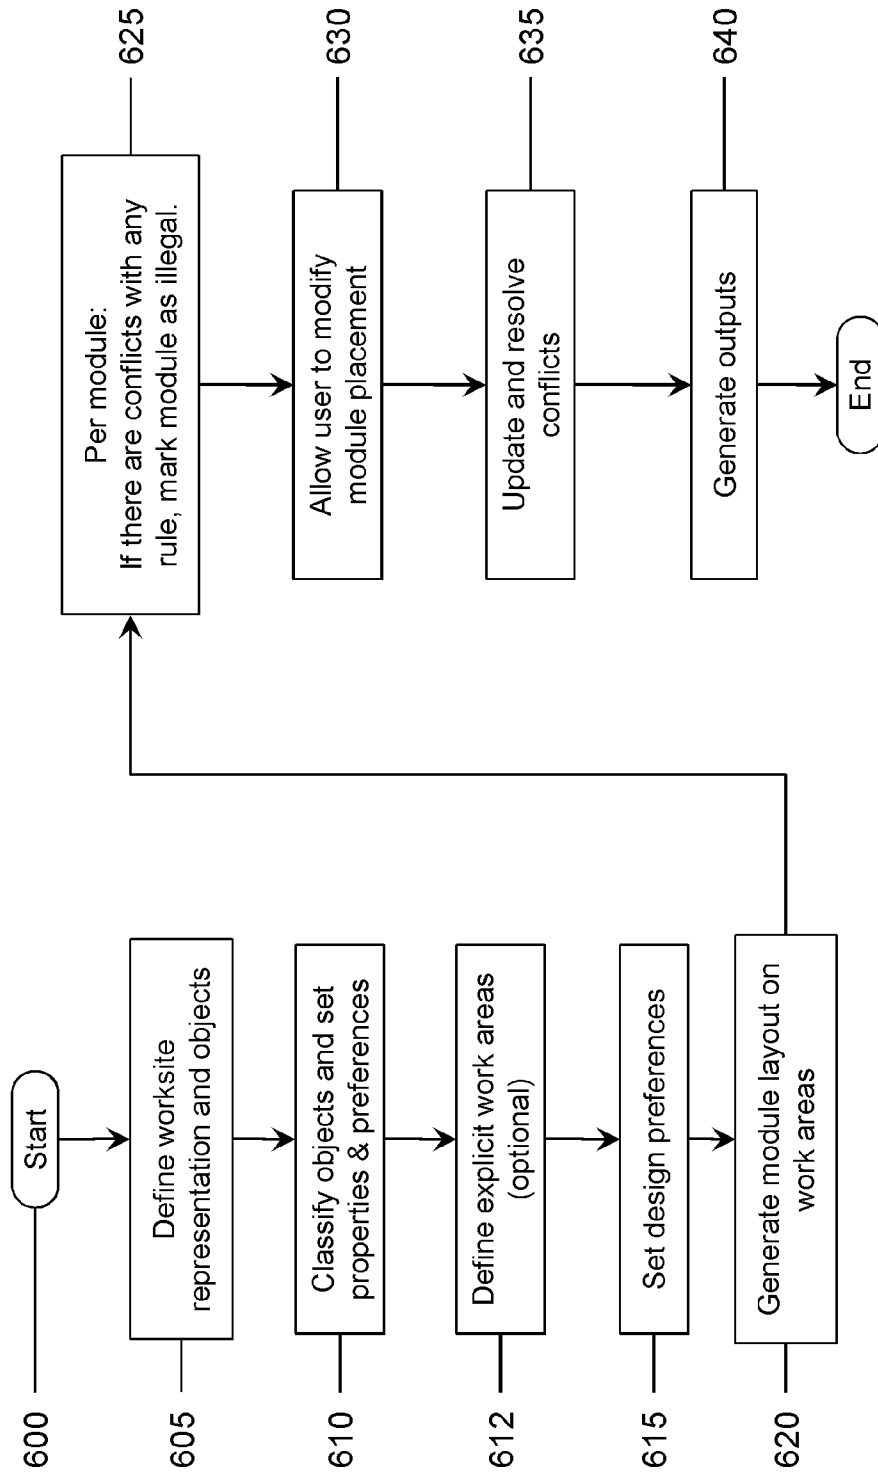 600
Start
605
Define worksite
representation and objects
610
Classify objects and set
properties & preferences
612
Define explicit work areas
(optional)
615
Set design preferences
620
Generate module layout on
work areas
Per module:
If there are conflicts with any
rule, mark module as illegal.
625
Allow user to modify
module placement
630
Update and resolve
conflicts
635
Generate outputs
640
End